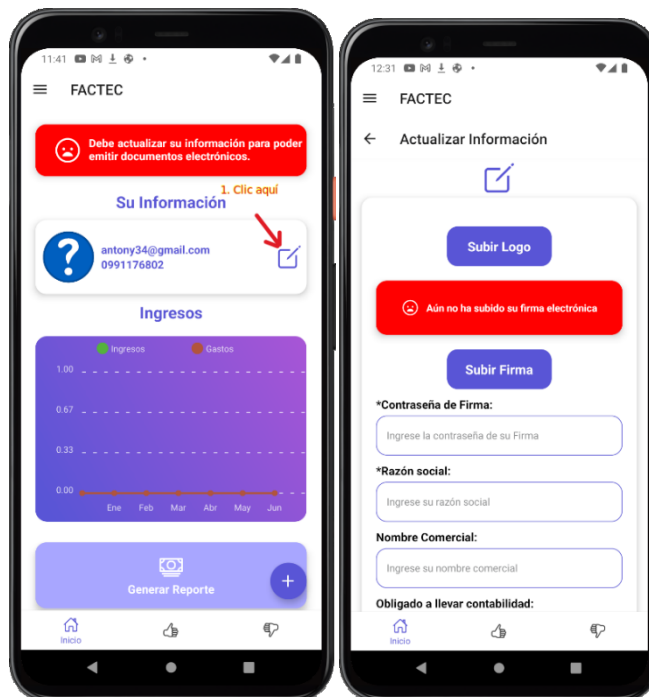 11:41
FACTEC
Debe actualizar su información para poder
emitir documentos electrónicos.
1. Clic aquí
Su Información
antony34@gmail.com
0991176802
Ingresos
Ingresos
Gastos
1.00
0.67
0.33
0.00
Ene Feb Mar Abr May Jun
Generar Reporte
+
Inicio
12:31
FACTEC
Actualizar Información
Subir Logo
Aún no ha subido su firma electrónica
Subir Firma
*Contraseña de Firma:
Ingrese la contraseña de su Firma
*Razón social:
Ingrese su razón social
Nombre Comercial:
Ingrese su nombre comercial
Obligado a llevar contabilidad:
Inicio